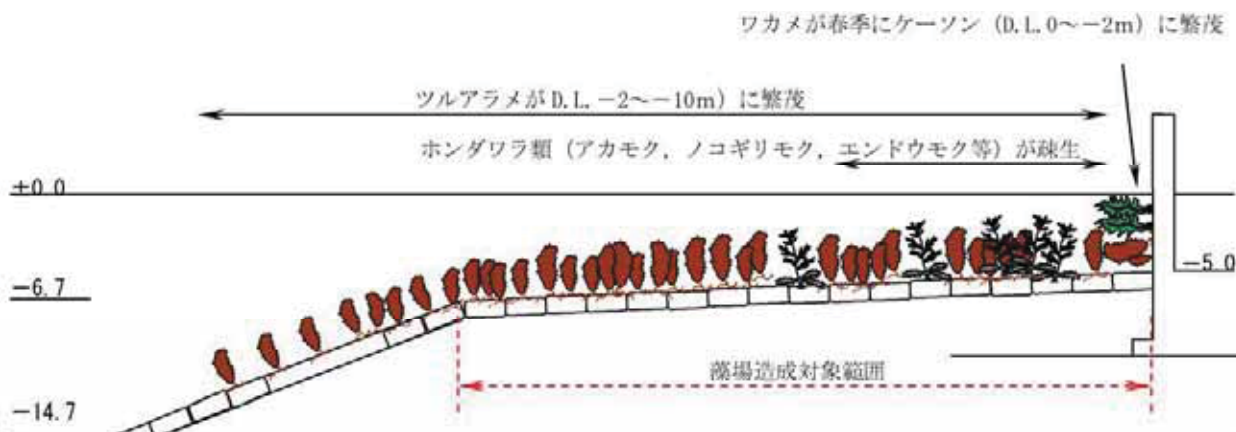 ワカメが春季にケーソン（D.L.0～－2m）に繁茂
ツルアラメがD.L.－2～－10m）に繁茂
ホンダワラ類（アカモク，ノコギリモク，エンドウモク等）が疎生
±0.0
－5.0
－6.7
藻場造成対象範囲
－14.7